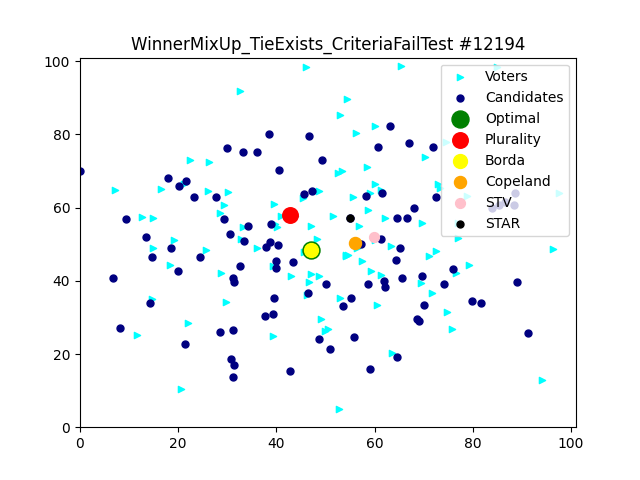 WinnerMixUp_TieExists_CriteriaFailTest #12194
100
80
60
40
20
0
0 20 40 60 80 100
Voters
Candidates
Optimal
Plurality
Borda
Copeland
STV
STAR